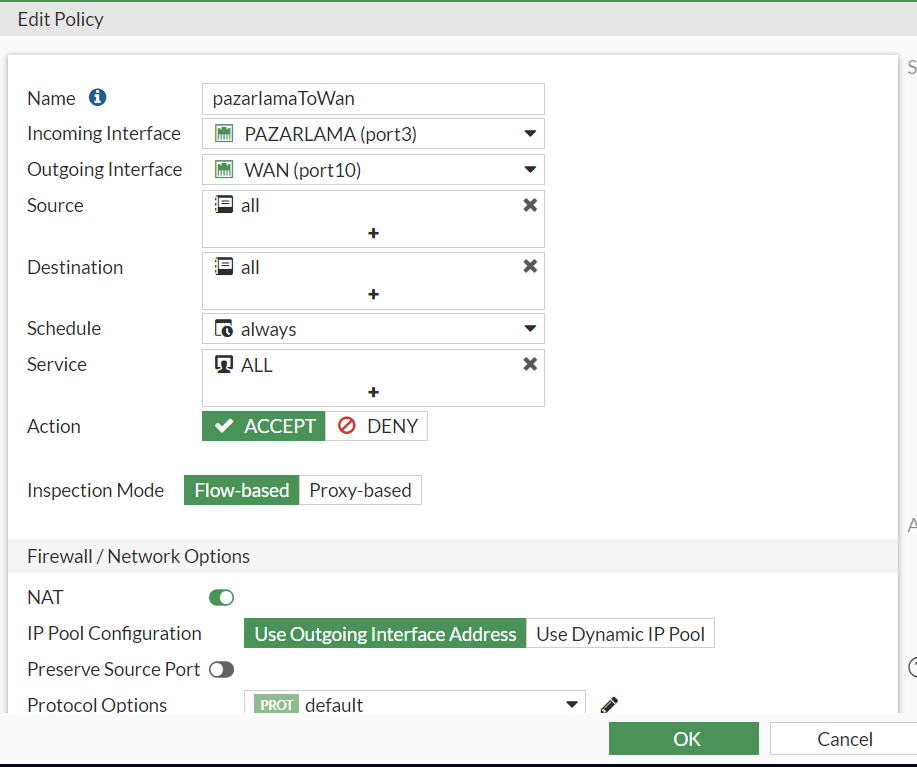 Edit Policy
Name
pazarlamaToWan
Incoming Interface
PAZARLAMA (port3)
Outgoing Interface
WAN (port10)
Source
all
+
Destination
all
+
Schedule
always
Service
ALL
+
Action
ACCEPT DENY
Inspection Mode
Flow-based Proxy-based
Firewall / Network Options
NAT
IP Pool Configuration
Use Outgoing Interface Address Use Dynamic IP Pool
Preserve Source Port
Protocol Options
PROT default
OK Cancel